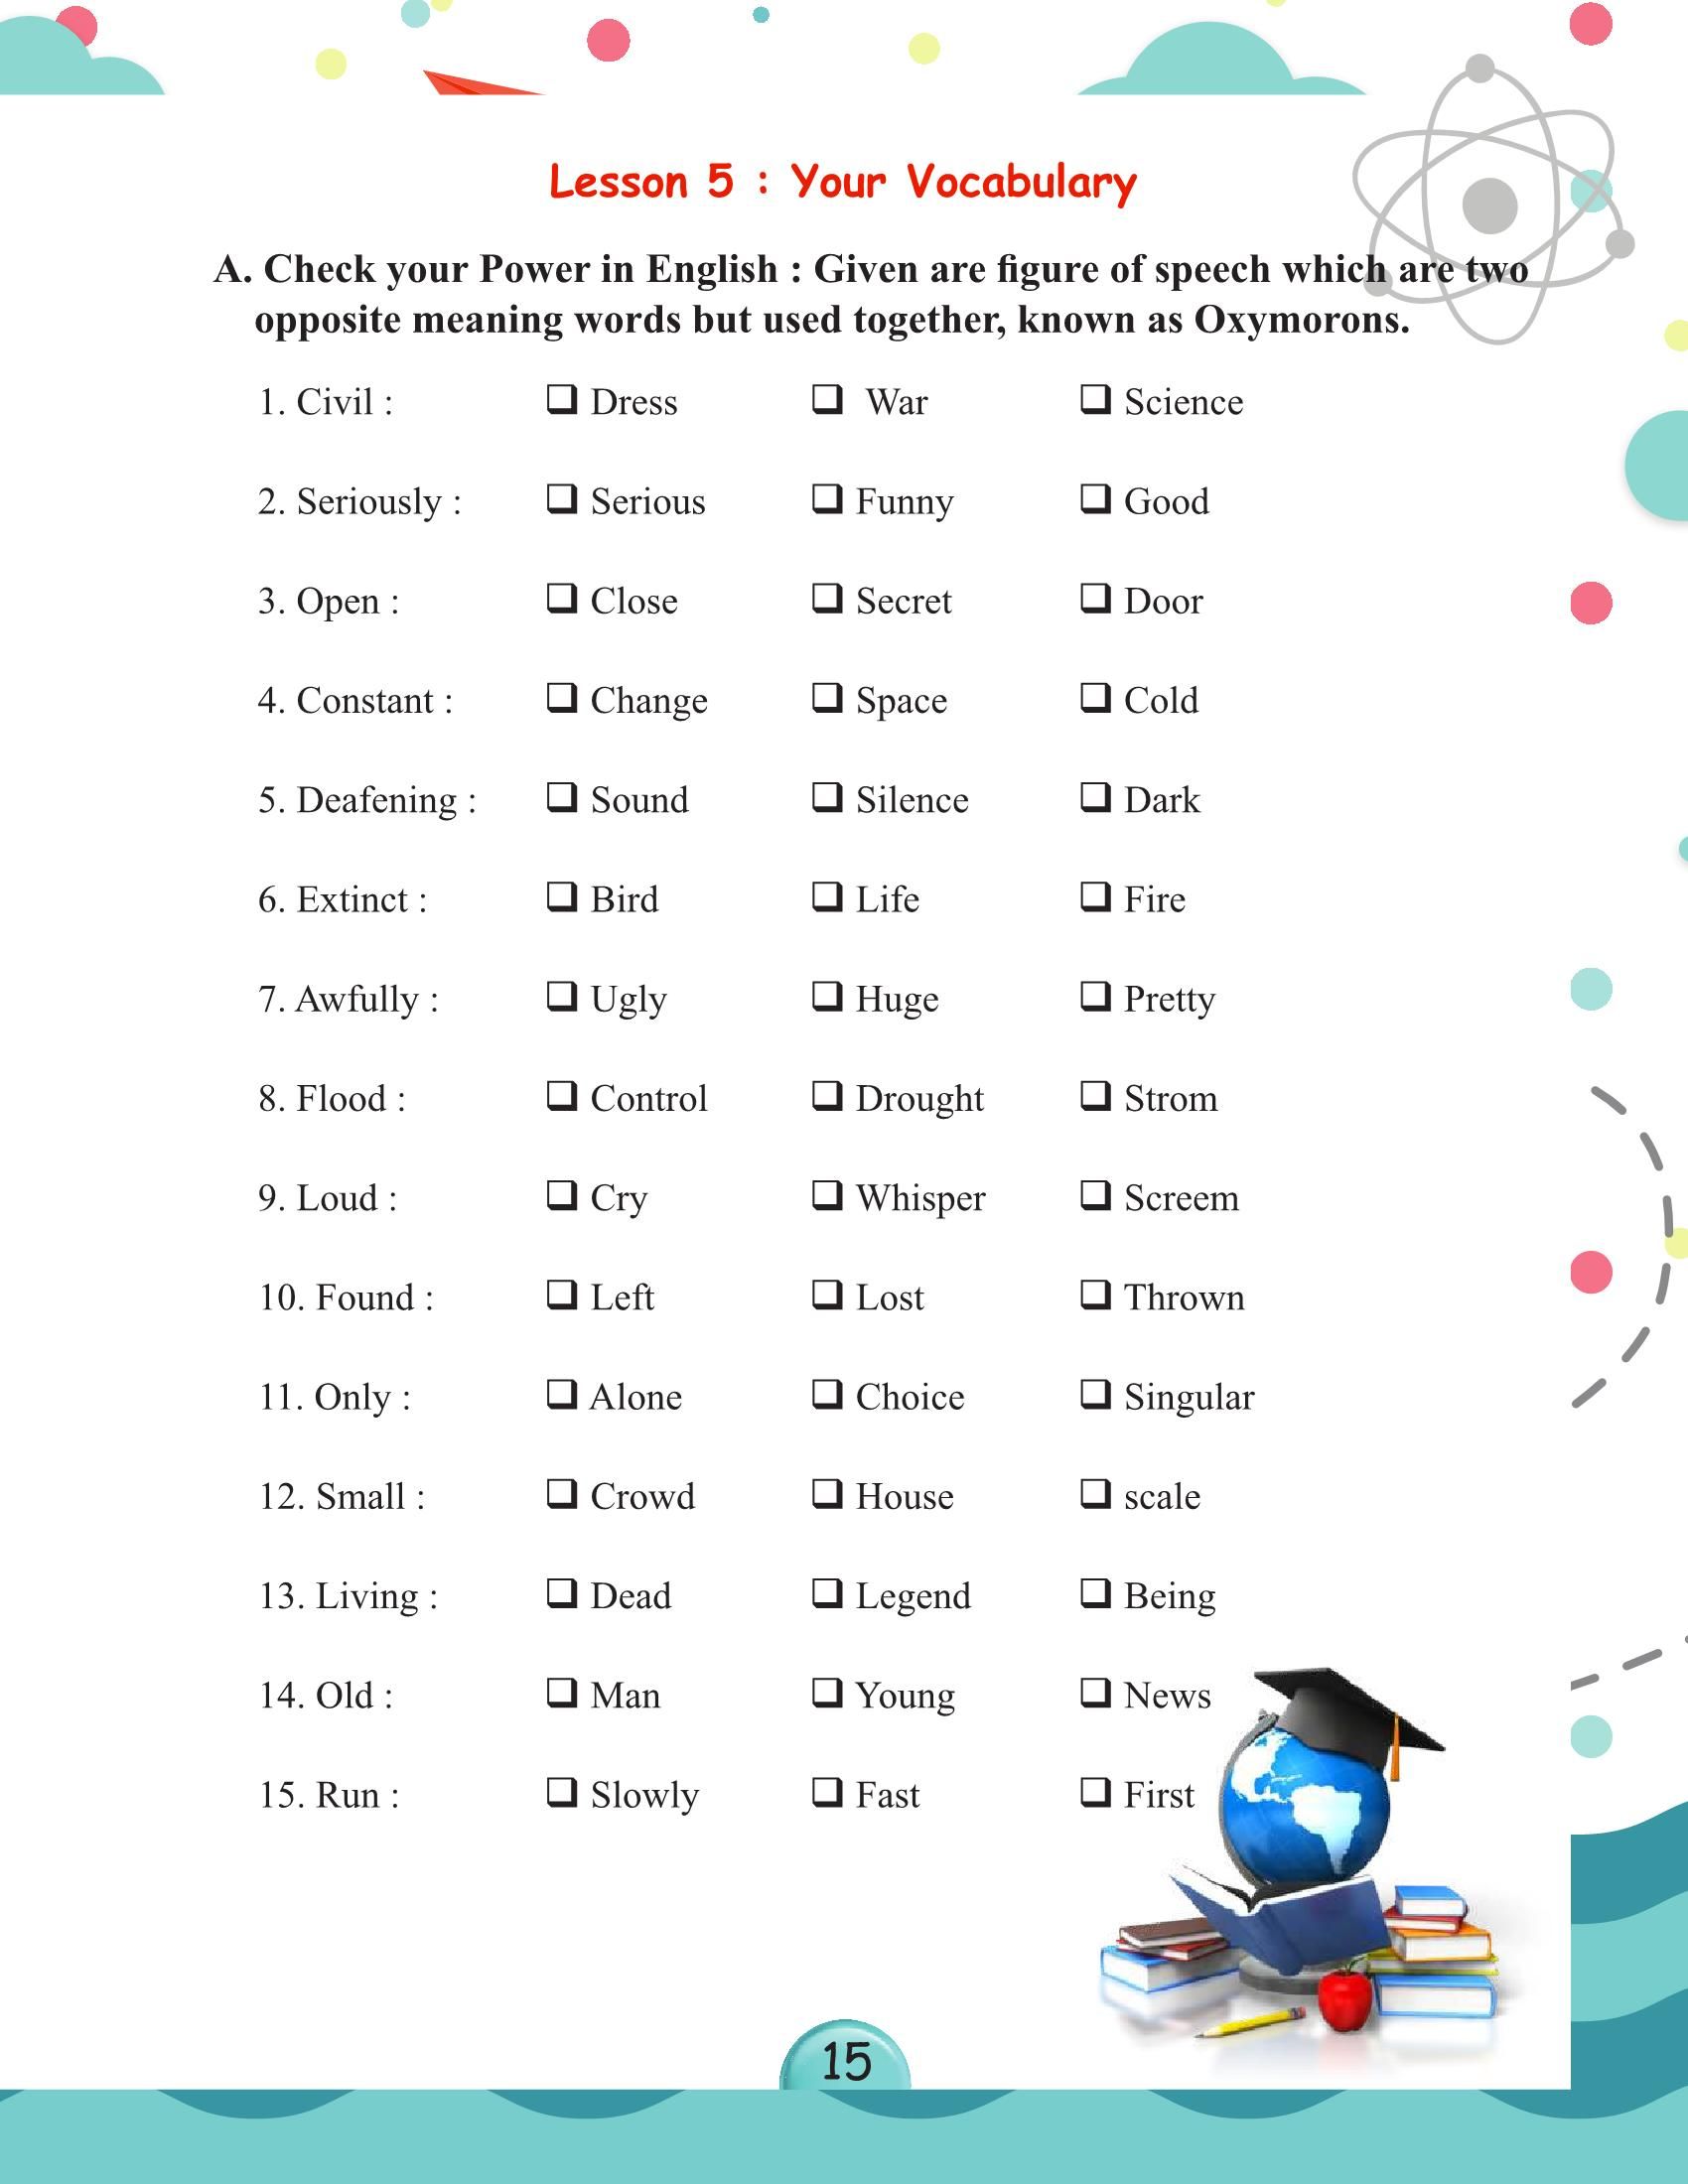 Lesson 5 : Your Vocabulary
A. Check your Power in English : Given are figure of speech which are two
opposite meaning words but used together, known as Oxymorons.
1. Civil : ❑ Dress ❑ War ❑ Science
2. Seriously : ❑ Serious ❑ Funny ❑ Good
3. Open : ❑ Close ❑ Secret ❑ Door
4. Constant : ❑ Change ❑ Space ❑ Cold
5. Deafening : ❑ Sound ❑ Silence ❑ Dark
6. Extinct : ❑ Bird ❑ Life ❑ Fire
7. Awfully : ❑ Ugly ❑ Huge ❑ Pretty
8. Flood : ❑ Control ❑ Drought ❑ Strom
9. Loud : ❑ Cry ❑ Whisper ❑ Screem
10. Found : ❑ Left ❑ Lost ❑ Thrown
11. Only : ❑ Alone ❑ Choice ❑ Singular
12. Small : ❑ Crowd ❑ House ❑ scale
13. Living : ❑ Dead ❑ Legend ❑ Being
14. Old : ❑ Man ❑ Young ❑ News
15. Run : ❑ Slowly ❑ Fast ❑ First
15